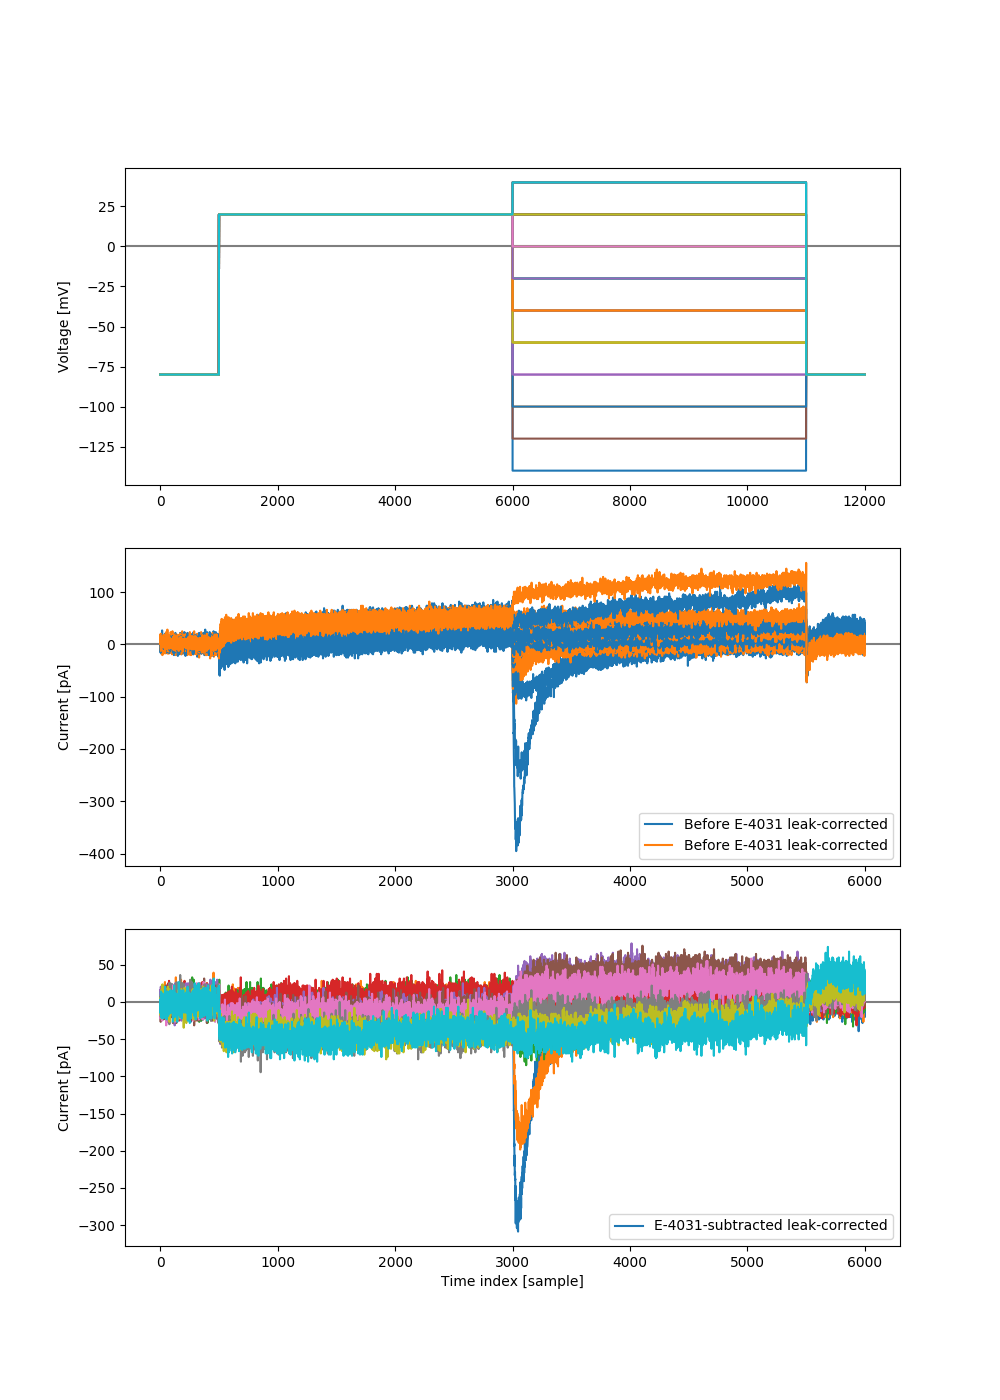 25
0
−25
−50
−75
−100
−125
Voltage [mV]
0 2000 4000 6000 8000 10000 12000
100
0
−100
−200
−300
−400
Current [pA]
Before E-4031 leak-corrected
Before E-4031 leak-corrected
0 1000 2000 3000 4000 5000 6000
50
0
−50
−100
−150
−200
−250
−300
Current [pA]
E-4031-subtracted leak-corrected
0 1000 2000 3000 4000 5000 6000
Time index [sample]